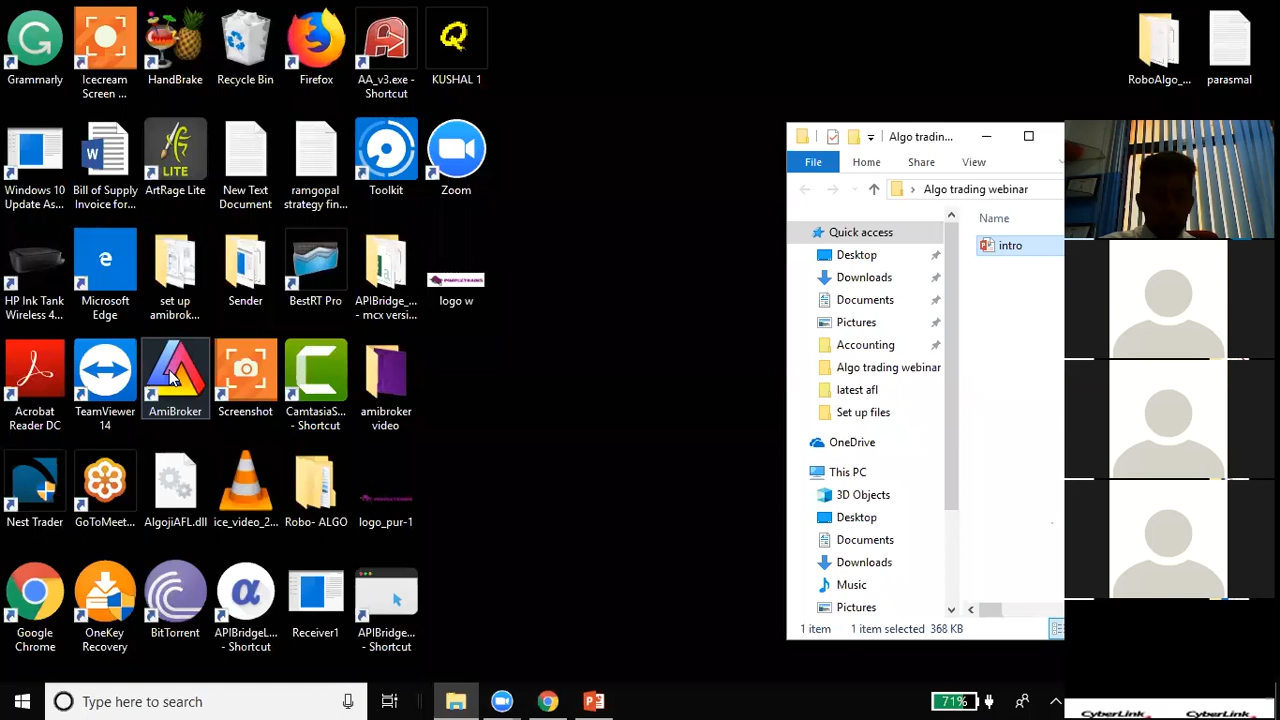 Grammarly
Icecream
Screen ...
HandBrake
Recycle Bin
Firefox
AA_v3.exe -
Shortcut
KUSHAL 1
RoboAlgo_...
parasmal
Windows 10
Update As...
Bill of Supply
Invoice for...
LITE
ArtRage Lite
New Text
Document
ramgopal
strategy fin...
Toolkit
Zoom
HP Ink Tank
Wireless 4...
Microsoft
Edge
set up
amibrok...
Sender
BestRT Pro
APIBridge_...
- mcx versi...
logo w
Acrobat
Reader DC
TeamViewer
14
AmiBroker
Screenshot
CamtasiaS...
- Shortcut
amibroker
video
Nest Trader
GoToMeet...
AlgojiAFL.dll
ice_video_2...
Robo- ALGO
logo_pur-1
Google
Chrome
OneKey
Recovery
BitTorrent
APIBridgeL...
- Shortcut
Receiver1
APIBridge...
- Shortcut
Algo tradin...
File
Home
Share
View
Algo trading webinar
Name
intro
Quick access
Desktop
Downloads
Documents
Pictures
Accounting
Algo trading webinar
latest afl
Set up files
OneDrive
This PC
3D Objects
Desktop
Documents
Downloads
Music
Pictures
1 item
1 item selected 368 KB
Type here to search
71%
CyberLink
CyberLink